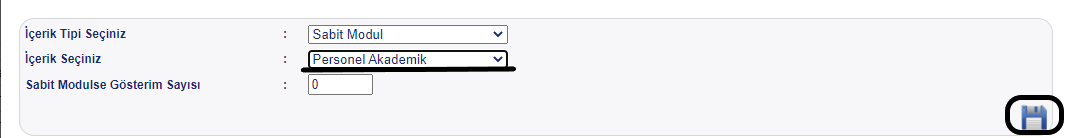 İçerik Tipi Seçiniz : Sabit Modul
İçerik Seçiniz : Personel Akademik
Sabit Modulse Gösterim Sayısı : 0